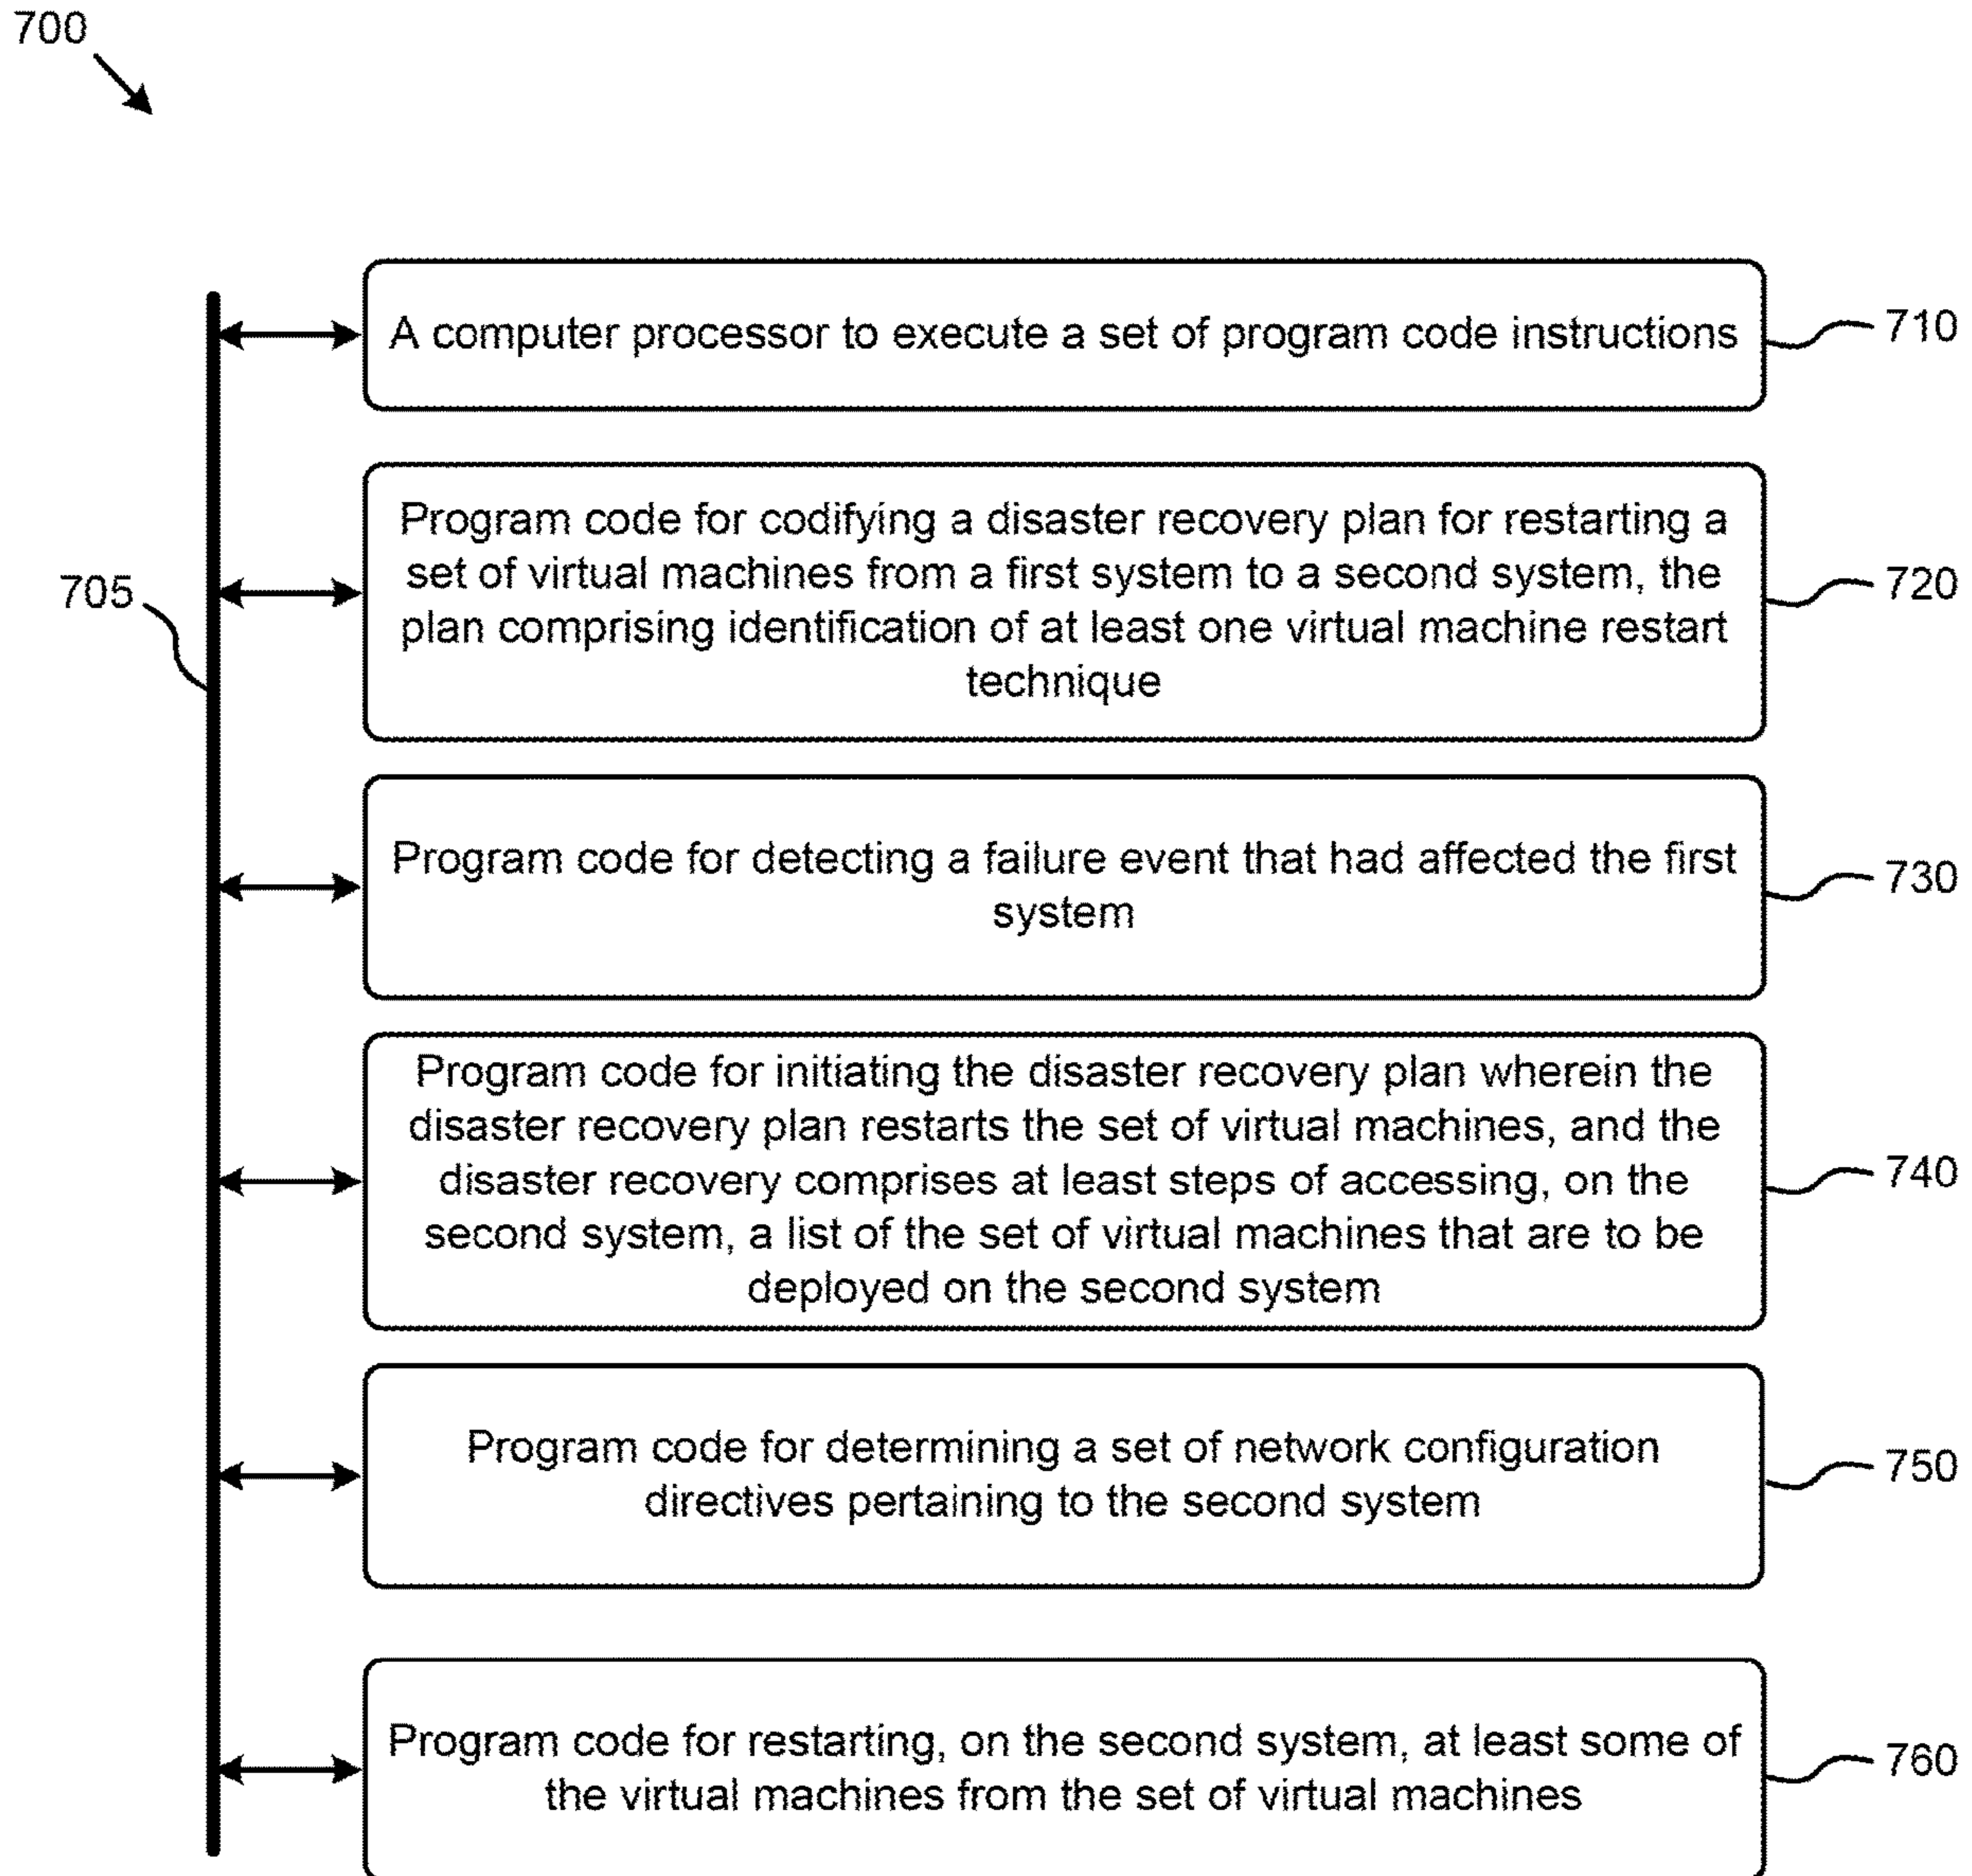 700
A computer processor to execute a set of program code instructions
710
Program code for codifying a disaster recovery plan for restarting a
set of virtual machines from a first system to a second system, the
plan comprising identification of at least one virtual machine restart
technique
720
705
Program code for detecting a failure event that had affected the first
system
730
Program code for initiating the disaster recovery plan wherein the
disaster recovery plan restarts the set of virtual machines, and the
disaster recovery comprises at least steps of accessing, on the
second system, a list of the set of virtual machines that are to be
deployed on the second system
740
Program code for determining a set of network configuration
directives pertaining to the second system
750
Program code for restarting, on the second system, at least some of
the virtual machines from the set of virtual machines
760